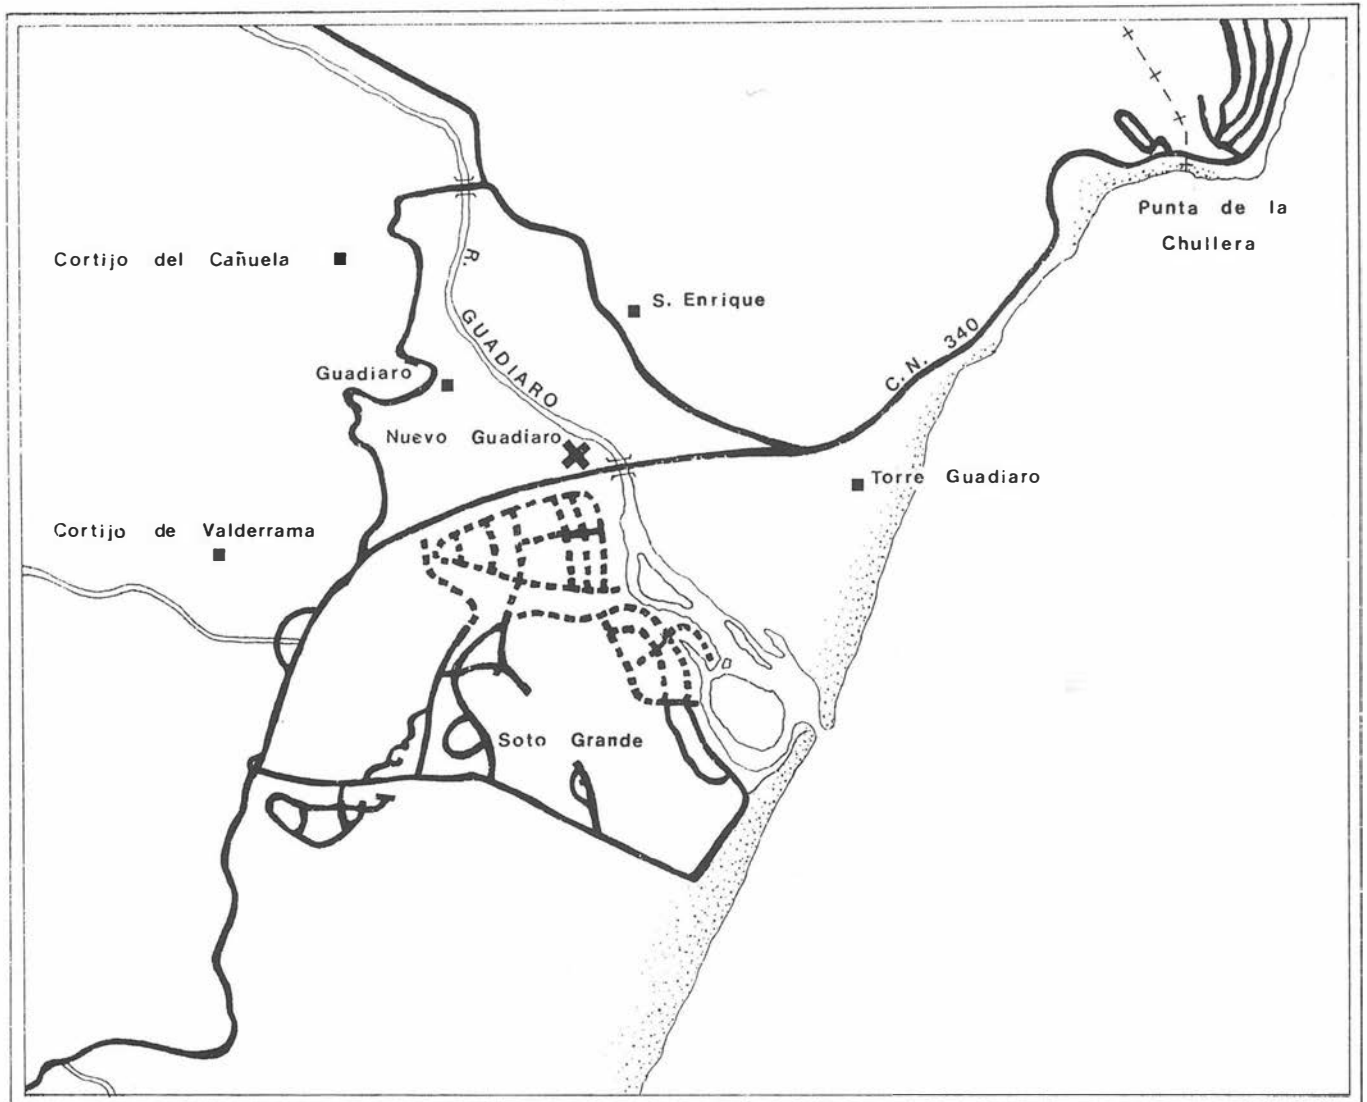 Punta de la
Chullera
Cortijo del Cañuela
S. Enrique
R. GUADIARO
C.N. 340
Guadiaro
Nuevo Guadiaro
Torre Guadiaro
Cortijo de Valderrama
Soto Grande